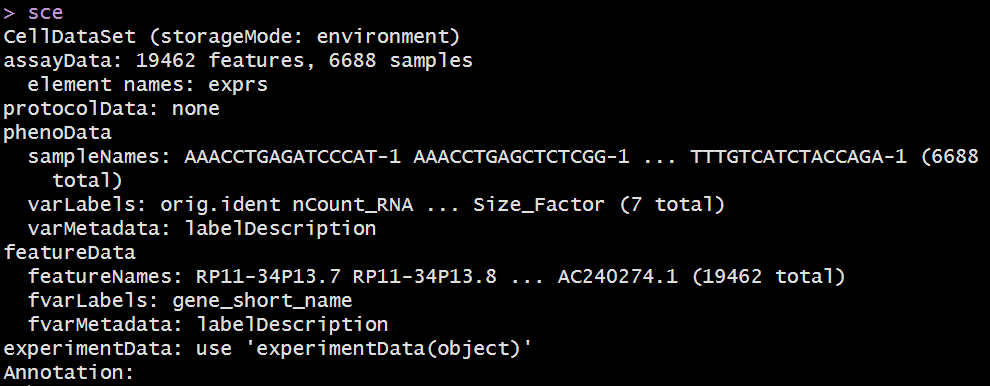 > sce
CellDataSet (storageMode: environment)
assayData: 19462 features, 6688 samples
  element names: exprs
protocolData: none
phenoData
  sampleNames: AAACCTGAGATCCCAT-1 AAACCTGAGCTCTCGG-1 ... TTTGTCATCTACCAGA-1 (6688
    total)
  varLabels: orig.ident nCount_RNA ... Size_Factor (7 total)
  varMetadata: labelDescription
featureData
  featureNames: RP11-34P13.7 RP11-34P13.8 ... AC240274.1 (19462 total)
  fvarLabels: gene_short_name
  fvarMetadata: labelDescription
experimentData: use 'experimentData(object)'
Annotation: